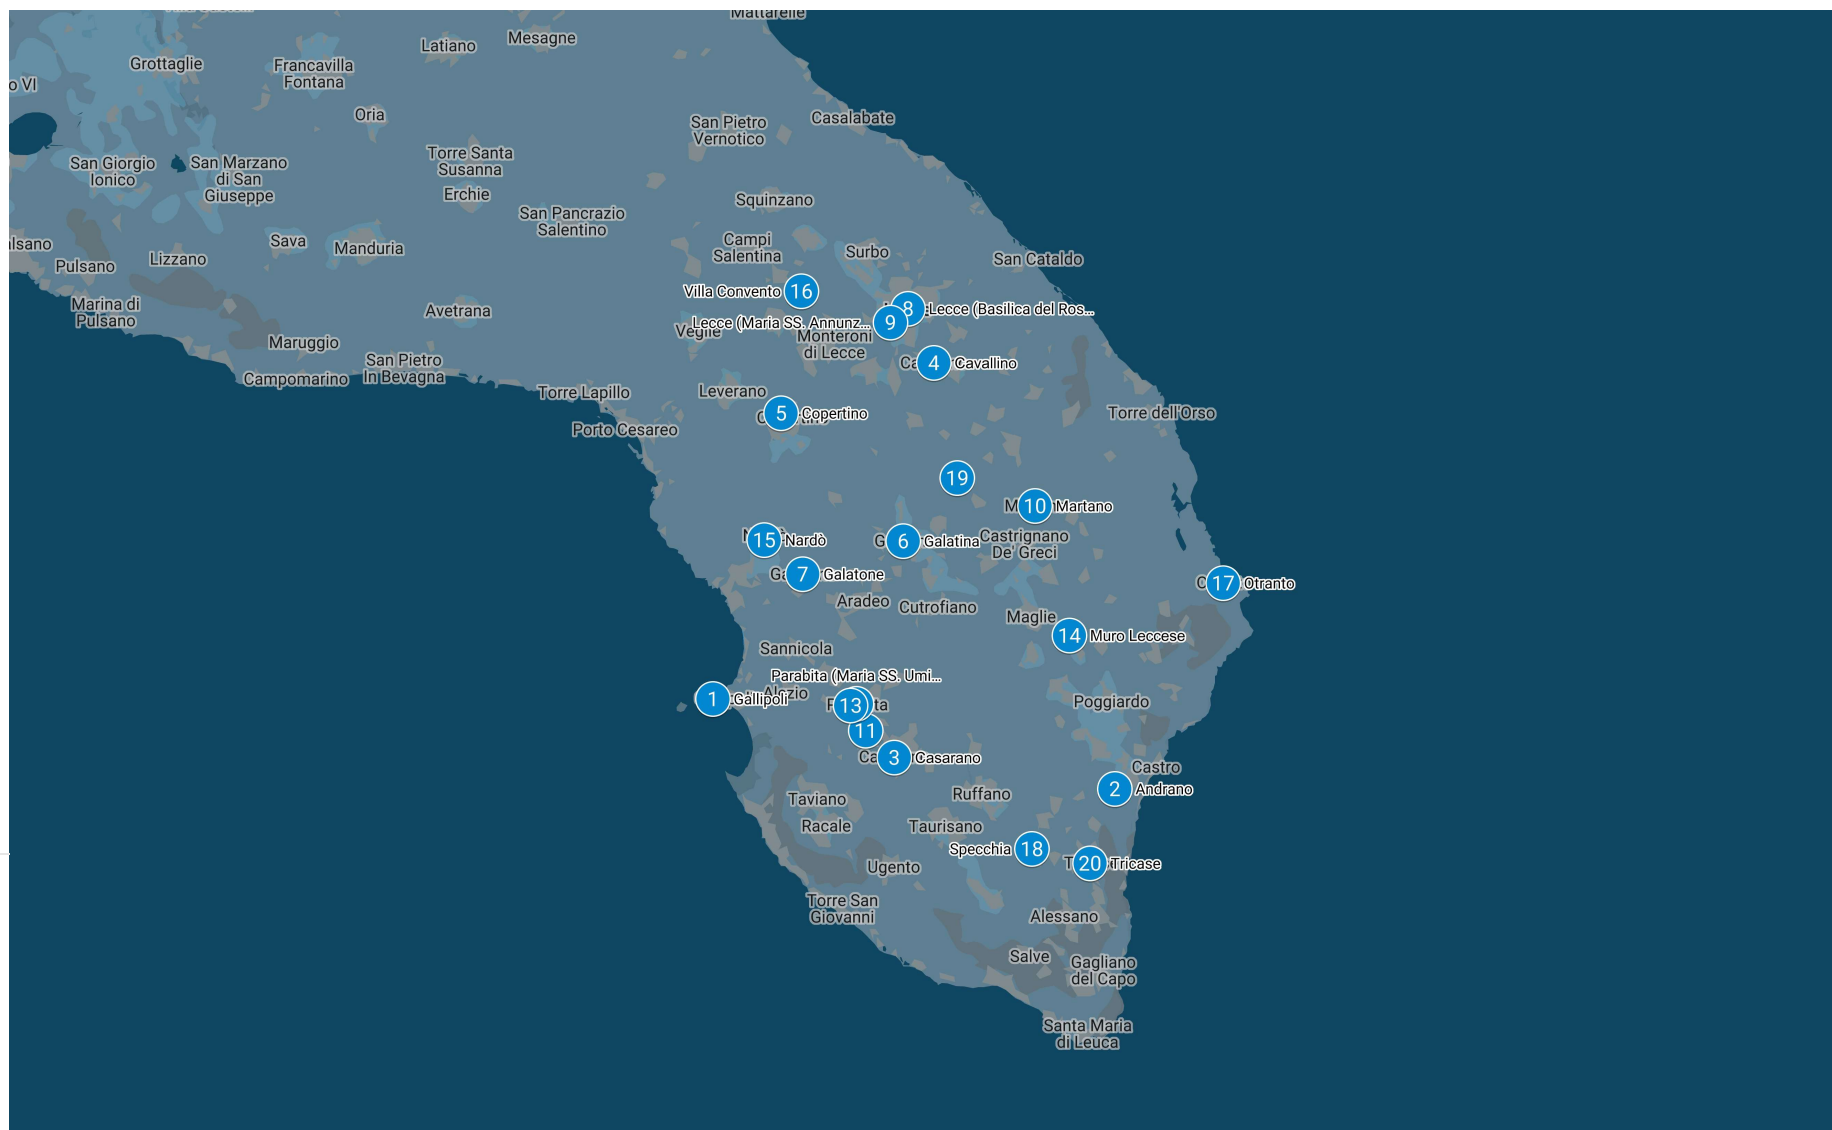 Mattarelle
Latiano
Mesagne
Grottaglie
Francavilla
Fontana
o VI
Oria
Casalabate
San Pietro
Vernotico
San Giorgio
Ionico
San Marzano
di San
Giuseppe
Torre Santa
Susanna
Erchie
Squinzano
San Pancrazio
Salentino
Sava
Manduria
Campi
Salentina
Surbo
San Cataldo
Lizzano
Pulsano
Villa Convento
16
Marina di
Pulsano
Avetrana
8
Lecce (Basilica del Ros...
Lecce (Maria SS. Annunz...
9
Veglie
Monteroni
di Lecce
Maruggio
San Pietro
In Bevagna
4
Cavallino
Campomarino
Torre Lapillo
Leverano
5
Copertino
Torre dell'Orso
Porto Cesareo
19
10
Martano
15
Nardò
6
Galatina
Castrignano
De' Greci
7
Galatone
17
Otranto
Aradeo
Cutrofiano
Maglie
14
Muro Leccese
Sannicola
Parabita (Maria SS. Umi...
1
Gallipoli
Alezio
13
Poggiardo
11
3
Casarano
Castro
2
Andrano
Taviano
Ruffano
Racale
Taurisano
Specchia
18
20
Tricase
Ugento
Torre San
Giovanni
Alessano
Salve
Gagliano
del Capo
Santa Maria
di Leuca